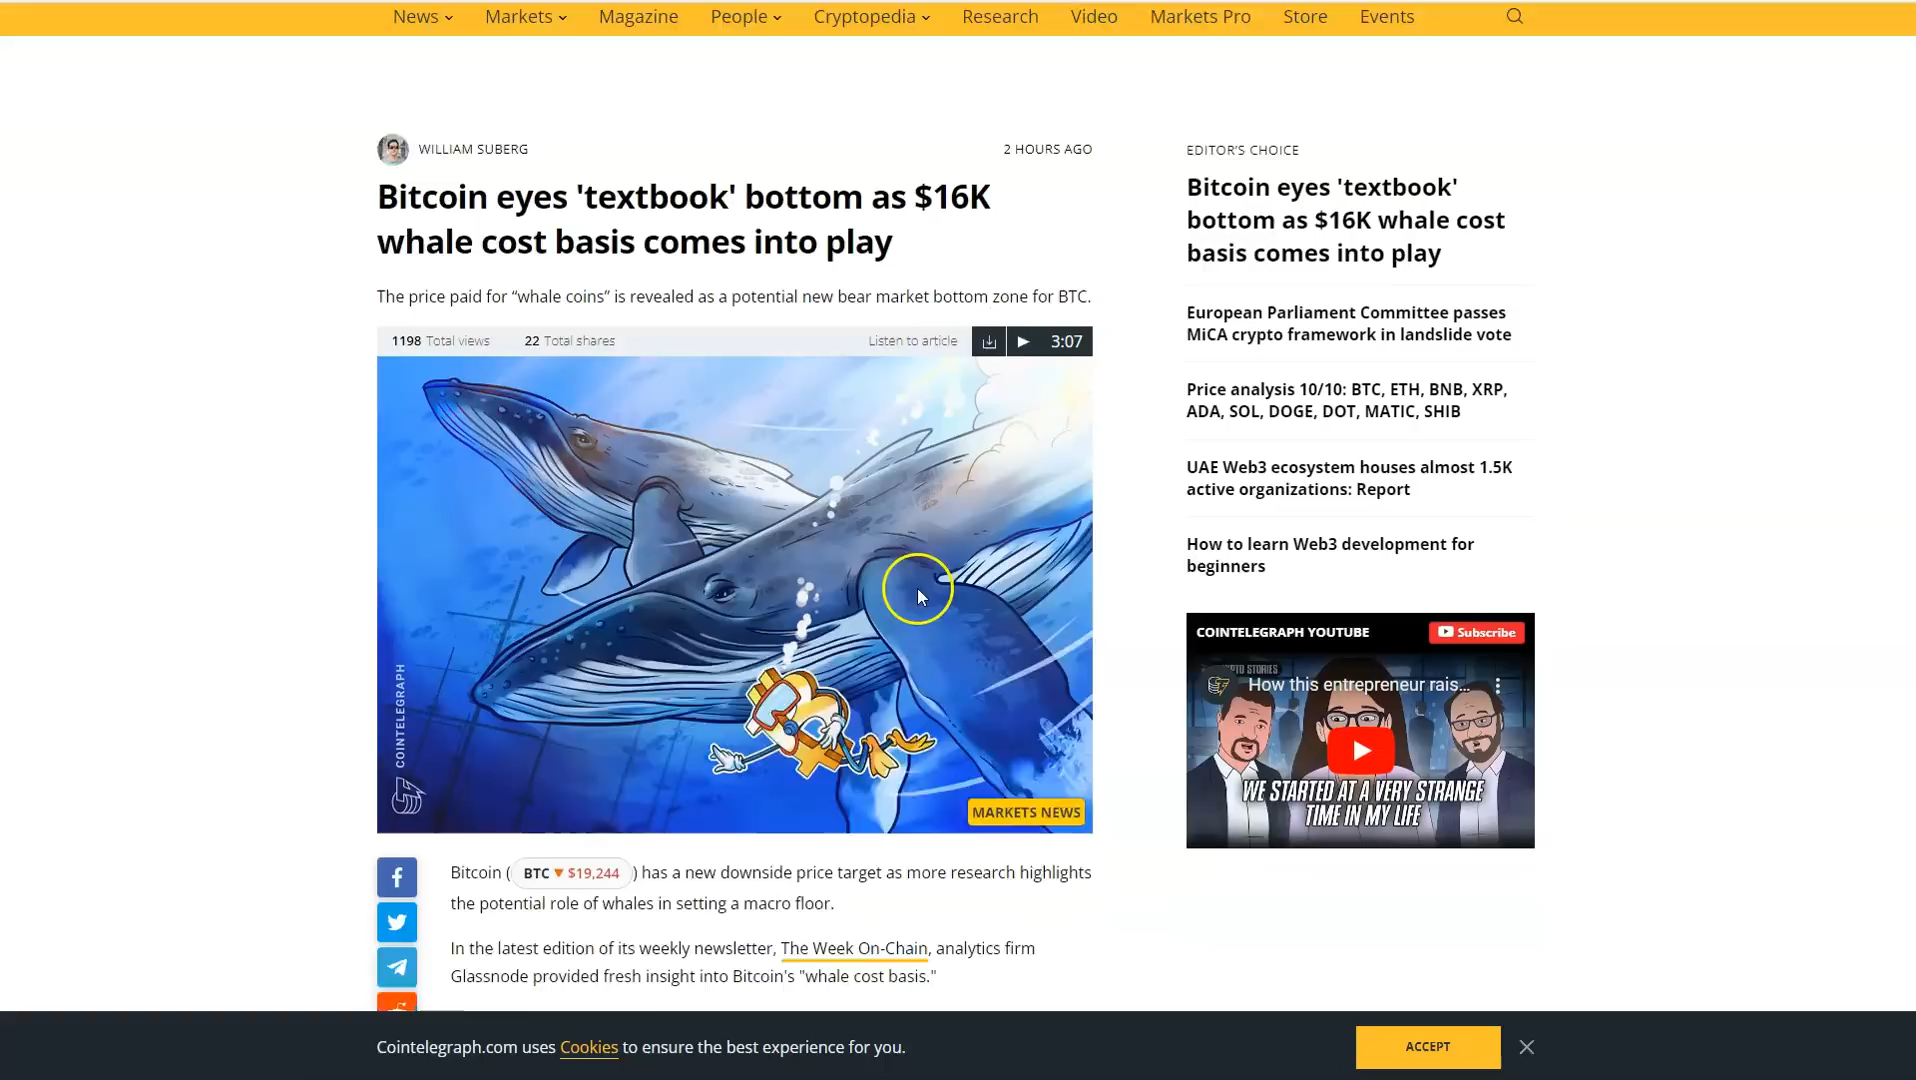 News Markets Magazine People Cryptopedia Research Video Markets Pro Store Events
WILLIAM SUBERG
2 HOURS AGO
Bitcoin eyes 'textbook' bottom as $16K
whale cost basis comes into play
The price paid for “whale coins” is revealed as a potential new bear market bottom zone for BTC.
1198 Total views 22 Total shares Listen to article 3:07
COINTELEGRAPH
MARKETS NEWS
Bitcoin ( BTC ▼ $19,244 ) has a new downside price target as more research highlights
the potential role of whales in setting a macro floor.
In the latest edition of its weekly newsletter, The Week On-Chain, analytics firm
Glassnode provided fresh insight into Bitcoin's "whale cost basis."
EDITOR’S CHOICE
Bitcoin eyes 'textbook'
bottom as $16K whale cost
basis comes into play
European Parliament Committee passes
MiCA crypto framework in landslide vote
Price analysis 10/10: BTC, ETH, BNB, XRP,
ADA, SOL, DOGE, DOT, MATIC, SHIB
UAE Web3 ecosystem houses almost 1.5K
active organizations: Report
How to learn Web3 development for
beginners
COINTELEGRAPH YOUTUBE
Subscribe
STORIES
How this entrepreneur rais...
WE STARTED AT A VERY STRANGE
TIME IN MY LIFE
Cointelegraph.com uses Cookies to ensure the best experience for you.
ACCEPT